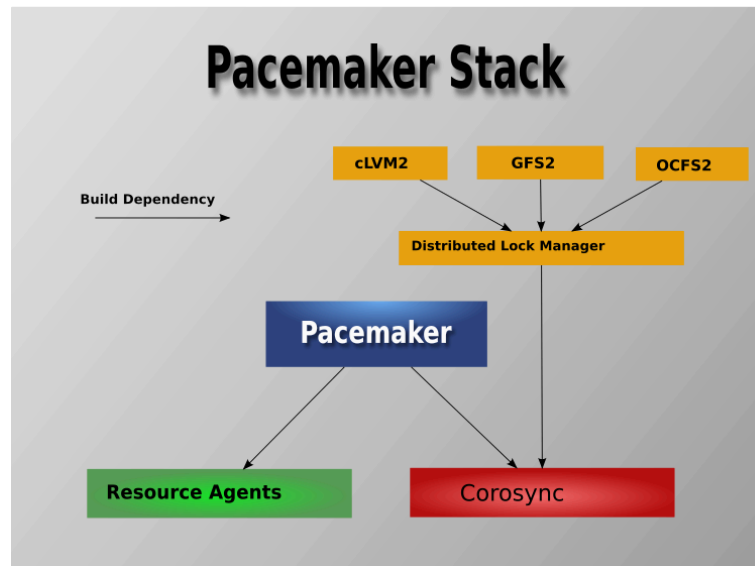 Pacemaker Stack
cLVM2
GFS2
OCFS2
Build Dependency
Distributed Lock Manager
Pacemaker
Resource Agents
Corosync